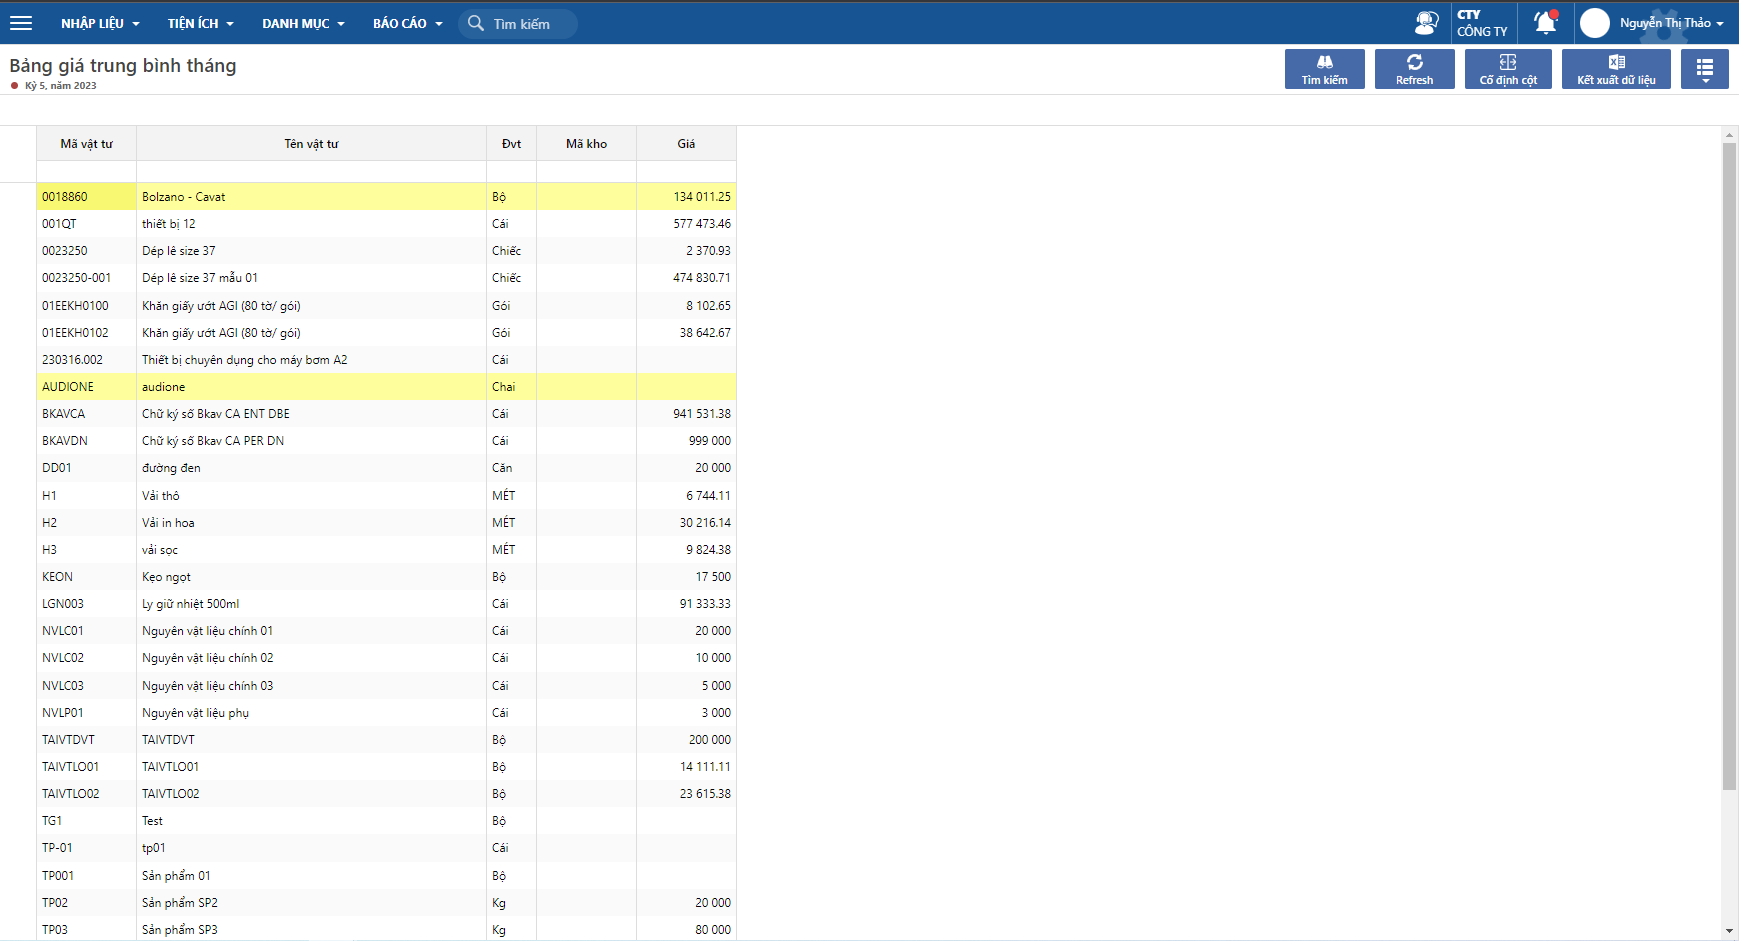 NHẬP LIỆU TIỆN ÍCH DANH MỤC BÁO CÁO Tìm kiếm CTY CÔNG TY Nguyễn Thị Thảo
Bảng giá trung bình tháng
Kỳ 5, năm 2023
Tìm kiếm Refresh Cố định cột Kết xuất dữ liệu
Mã vật tư Tên vật tư Đvt Mã kho Giá
0018860 Bolzano - Cavat Bộ 134 011.25
001QT thiết bị 12 Cái 577 473.46
0023250 Dép lê size 37 Chiếc 2 370.93
0023250-001 Dép lê size 37 mẫu 01 Chiếc 474 830.71
01EEKH0100 Khăn giấy ướt AGI (80 tờ/ gói) Gói 8 102.65
01EEKH0102 Khăn giấy ướt AGI (80 tờ/ gói) Gói 38 642.67
230316.002 Thiết bị chuyên dụng cho máy bơm A2 Cái
AUDIONE audione Chai
BKAVCA Chữ ký số Bkav CA ENT DBE Cái 941 531.38
BKAVDN Chữ ký số Bkav CA PER DN Cái 999 000
DD01 đường đen Căn 20 000
H1 Vải thô MÉT 6 744.11
H2 Vải in hoa MÉT 30 216.14
H3 vải sọc MÉT 9 824.38
KEON Kẹo ngọt Bộ 17 500
LGN003 Ly giữ nhiệt 500ml Cái 91 333.33
NVLC01 Nguyên vật liệu chính 01 Cái 20 000
NVLC02 Nguyên vật liệu chính 02 Cái 10 000
NVLC03 Nguyên vật liệu chính 03 Cái 5 000
NVLP01 Nguyên vật liệu phụ Cái 3 000
TAIVTDVT TAIVTDVT Bộ 200 000
TAIVTLO01 TAIVTLO01 Bộ 14 111.11
TAIVTLO02 TAIVTLO02 Bộ 23 615.38
TG1 Test Bộ
TP-01 tp01 Cái
TP001 Sản phẩm 01 Bộ
TP02 Sản phẩm SP2 Kg 20 000
TP03 Sản phẩm SP3 Kg 80 000